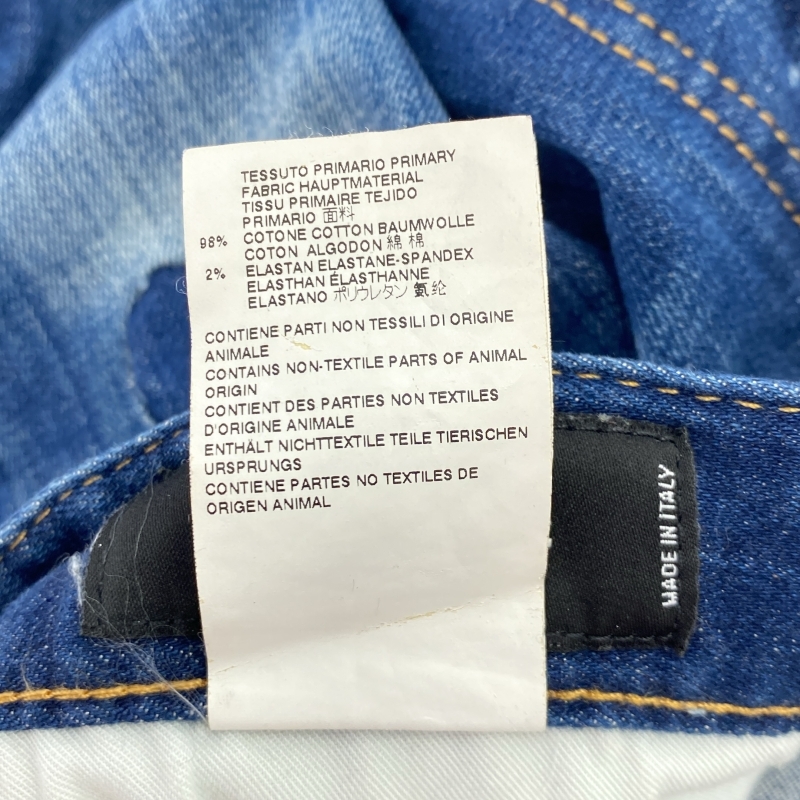 TESSUTO PRIMARIO PRIMARY
FABRIC HAUPTMATERIAL
TISSU PRIMAIRE TEJIDO
PRIMARIO 面料
98% COTONE COTTON BAUMWOLLE
COTON ALGODON 綿 棉
2% ELASTAN ELASTANE-SPANDEX
ELASTHAN ÉLASTHANNE
ELASTANO ポリウレタン 氨纶
CONTIENE PARTI NON TESSILI DI ORIGINE
ANIMALE
CONTAINS NON-TEXTILE PARTS OF ANIMAL
ORIGIN
CONTIENT DES PARTIES NON TEXTILES
D'ORIGINE ANIMALE
ENTHÄLT NICHTTEXTILE TEILE TIERISCHEN
URSPRUNGS
CONTIENE PARTES NO TEXTILES DE
ORIGEN ANIMAL
MADE IN ITALY